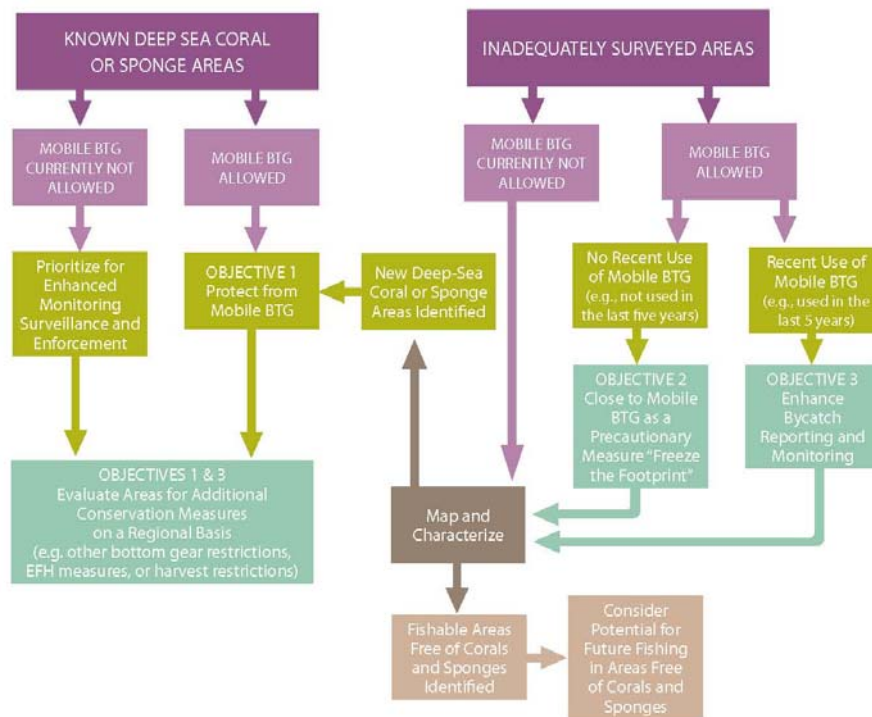 KNOWN DEEP SEA CORAL
OR SPONGE AREAS
INADEQUATELY SURVEYED AREAS
MOBILE BTG
CURRENTLY NOT
ALLOWED
MOBILE BTG
ALLOWED
MOBILE BTG
CURRENTLY NOT
ALLOWED
MOBILE BTG
ALLOWED
Prioritize for
Enhanced
Monitoring
Surveillance and
Enforcement
OBJECTIVE 1
Protect from
Mobile BTG
New Deep-Sea
Coral or Sponge
Areas Identified
No Recent Use
of Mobile BTG
(e.g., not used in
the last five years)
Recent Use of
Mobile BTG
(e.g., used in the
last 5 years)
OBJECTIVE 2
Close to Mobile
BTG as a
Precautionary
Measure “Freeze
the Footprint”
OBJECTIVE 3
Enhance
Bycatch
Reporting and
Monitoring
OBJECTIVES 1 & 3
Evaluate Areas for Additional
Conservation Measures
on a Regional Basis
(e.g. other bottom gear restrictions,
EFH measures, or harvest restrictions)
Map and
Characterize
Fishable Areas
Free of Corals
and Sponges
Identified
Consider
Potential for
Future Fishing
in Areas Free
of Corals and
Sponges